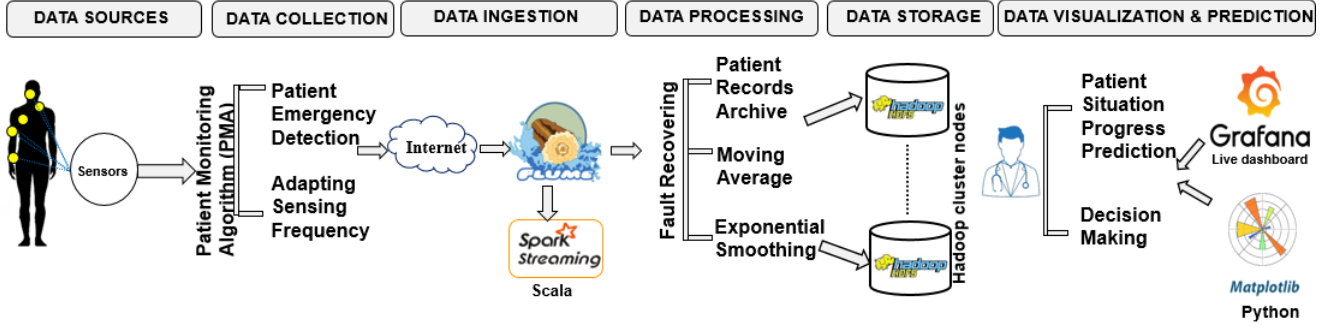 DATA SOURCES
DATA COLLECTION
DATA INGESTION
DATA PROCESSING
DATA STORAGE
DATA VISUALIZATION & PREDICTION
Sensors
Patient Monitoring
Algorithm (PMA)
Patient
Emergency
Detection
Adapting
Sensing
Frequency
Internet
flume
Spark
Streaming
Scala
Fault Recovering
Patient
Records
Archive
Moving
Average
Exponential
Smoothing
hadoop
HDFS
hadoop
HDFS
Hadoop cluster nodes
Patient
Situation
Progress
Prediction
Decision
Making
Grafana
Live dashboard
Matplotlib
Python